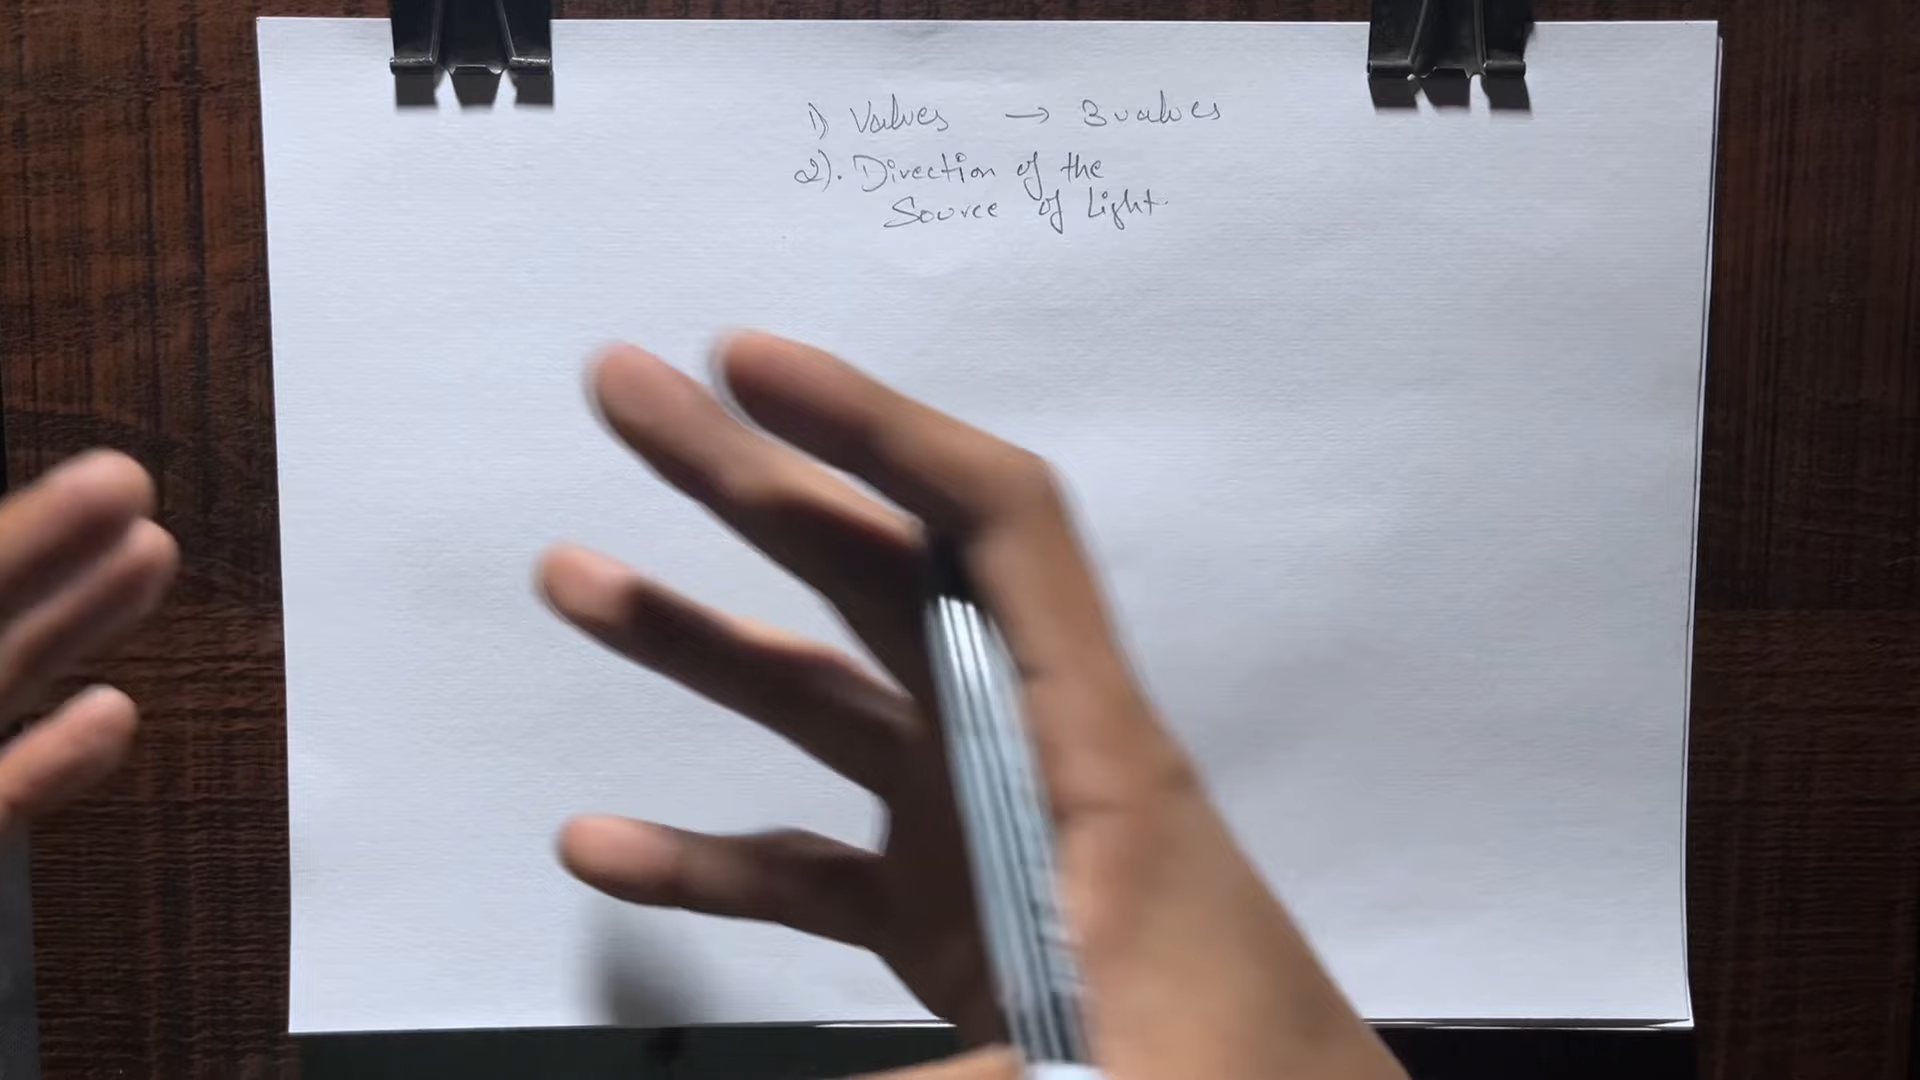 1) Values → 3 values
2). Direction of the
Source of Light.